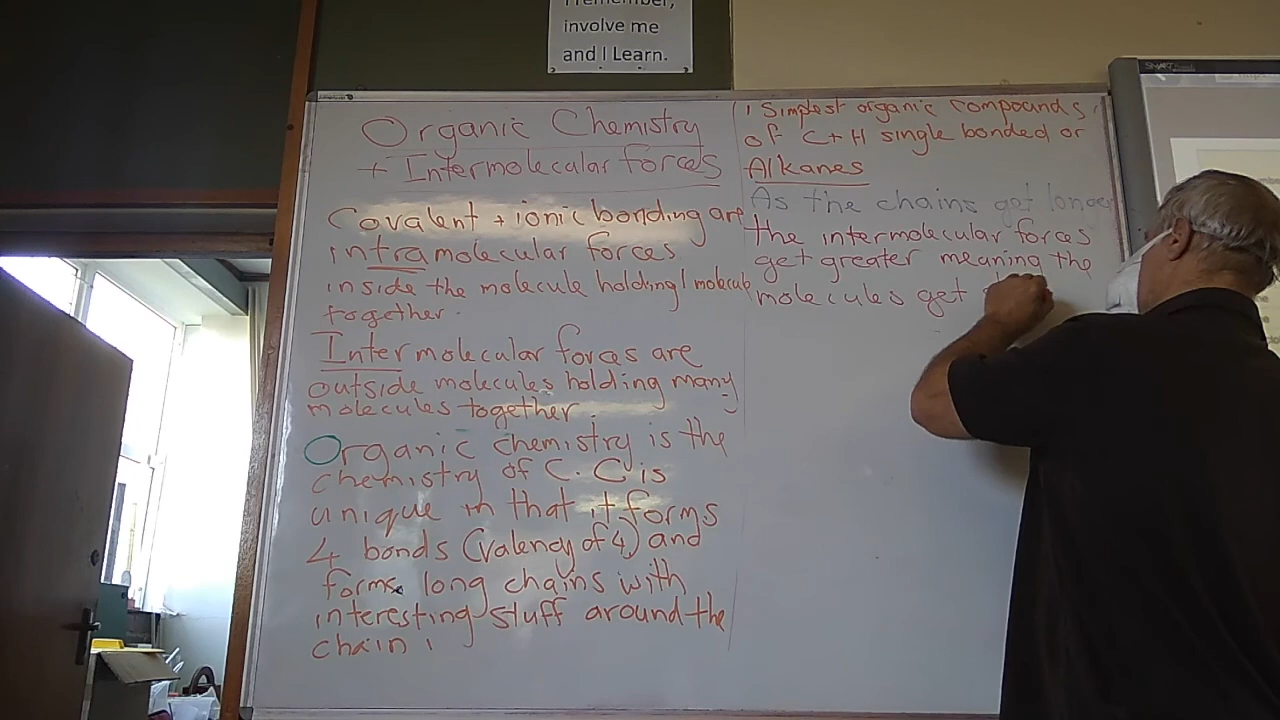 involve me
and I Learn.
Organic Chemistry
+ Intermolecular forces
Covalent + ionic bonding are
intramolecular forces
inside the molecule holding 1 molecule
together.
Intermolecular forces are
outside molecules holding many
molecules together.
Organic chemistry is the
chemistry of C. C is
unique in that it forms
4 bonds (valency of 4) and
forms long chains with
interesting stuff around the
chain.
Simplest organic compounds
of C + H single bonded or
Alkanes
As the chains get longer
the intermolecular forces
get greater meaning the
molecules get
SMART